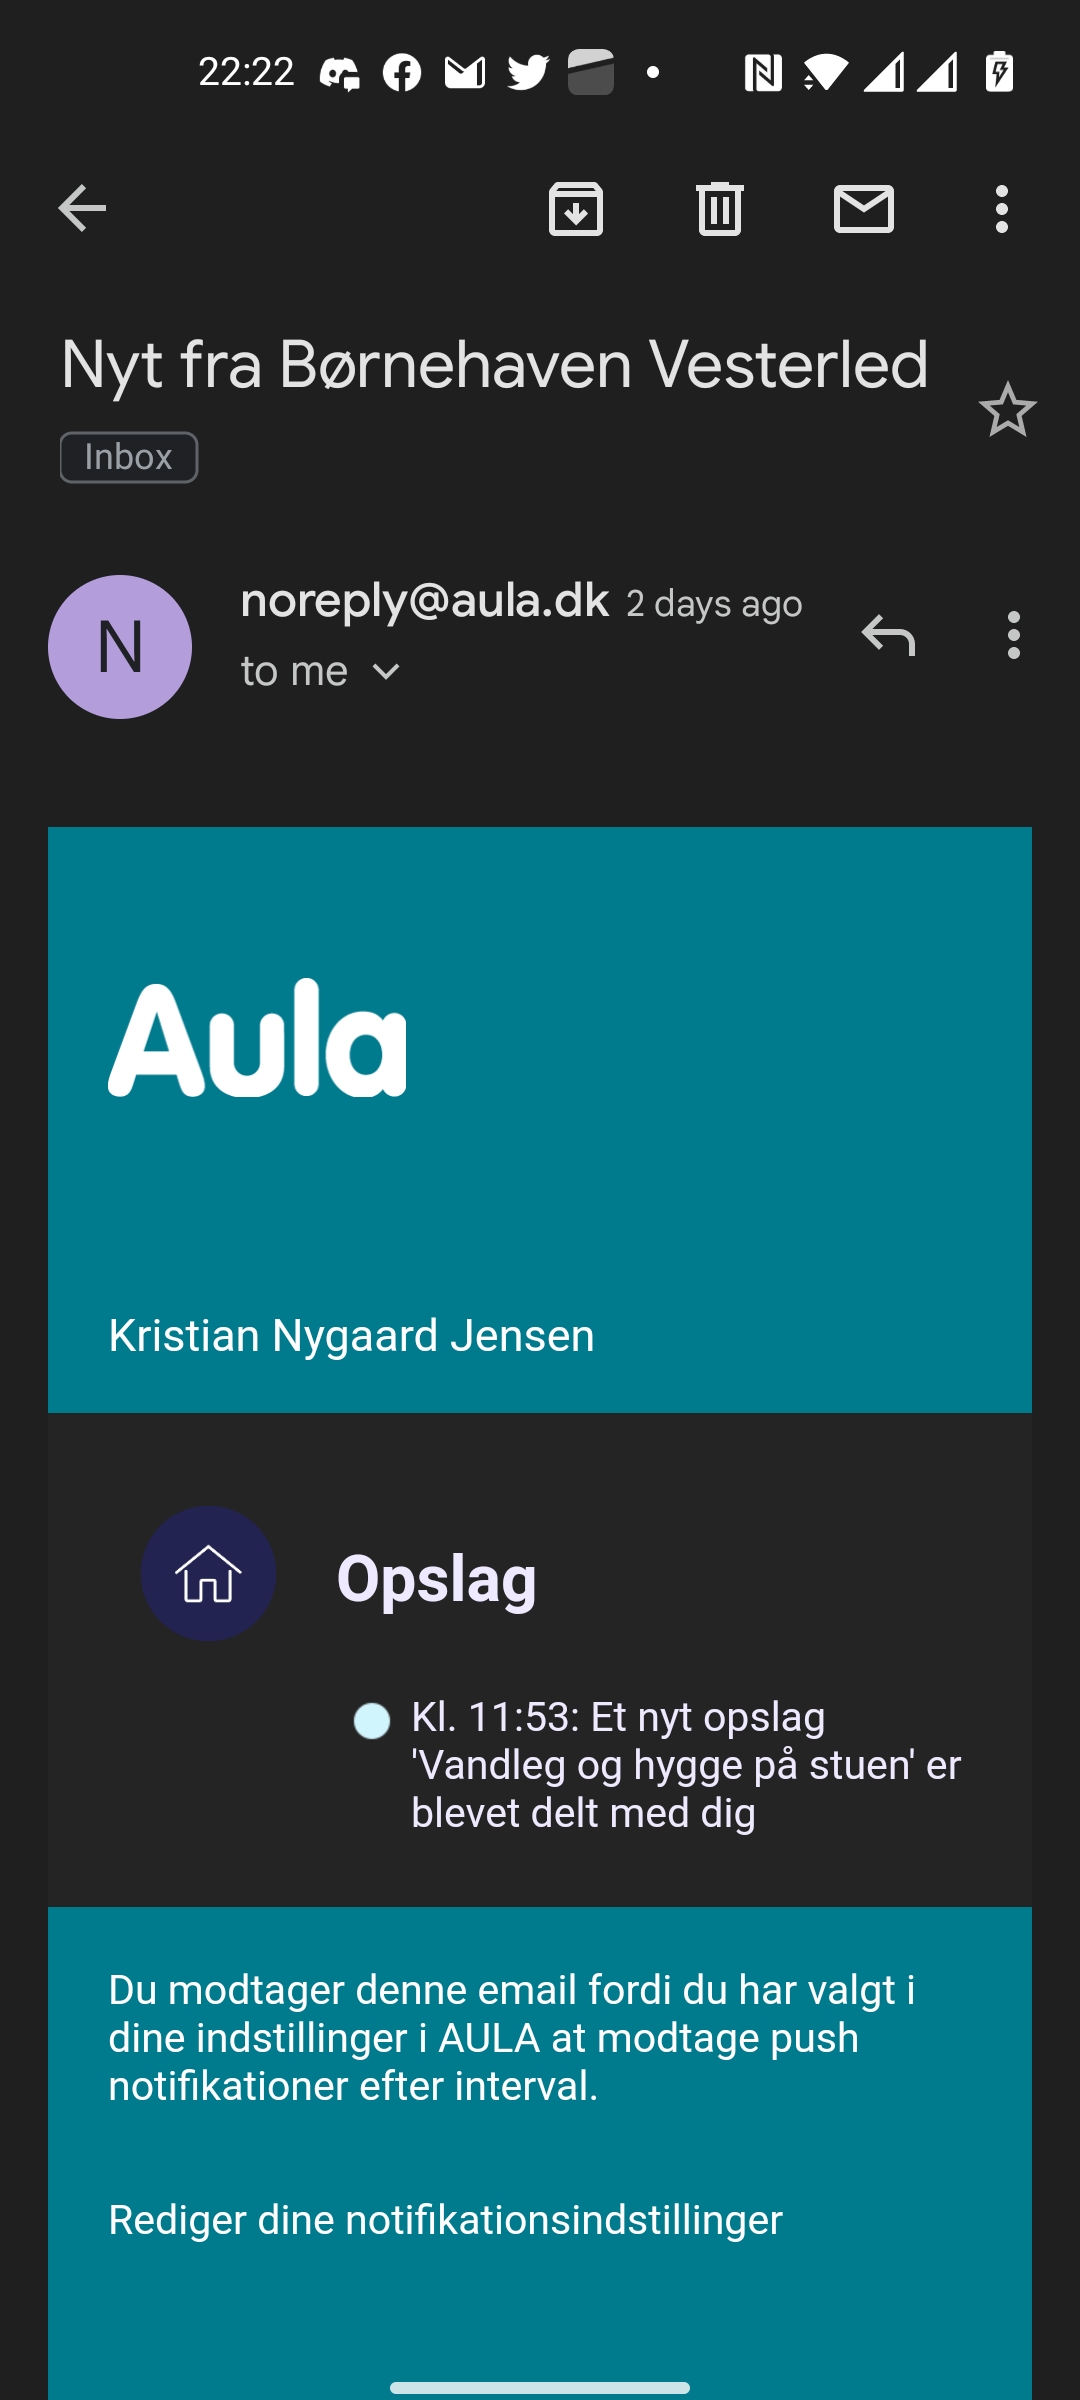 22:22
Nyt fra Børnehaven Vesterled
Inbox
N
noreply@aula.dk 2 days ago
to me
Aula
Kristian Nygaard Jensen
Opslag
Kl. 11:53: Et nyt opslag
'Vandleg og hygge på stuen' er
blevet delt med dig
Du modtager denne email fordi du har valgt i
dine indstillinger i AULA at modtage push
notifikationer efter interval.
Rediger dine notifikationsindstillinger